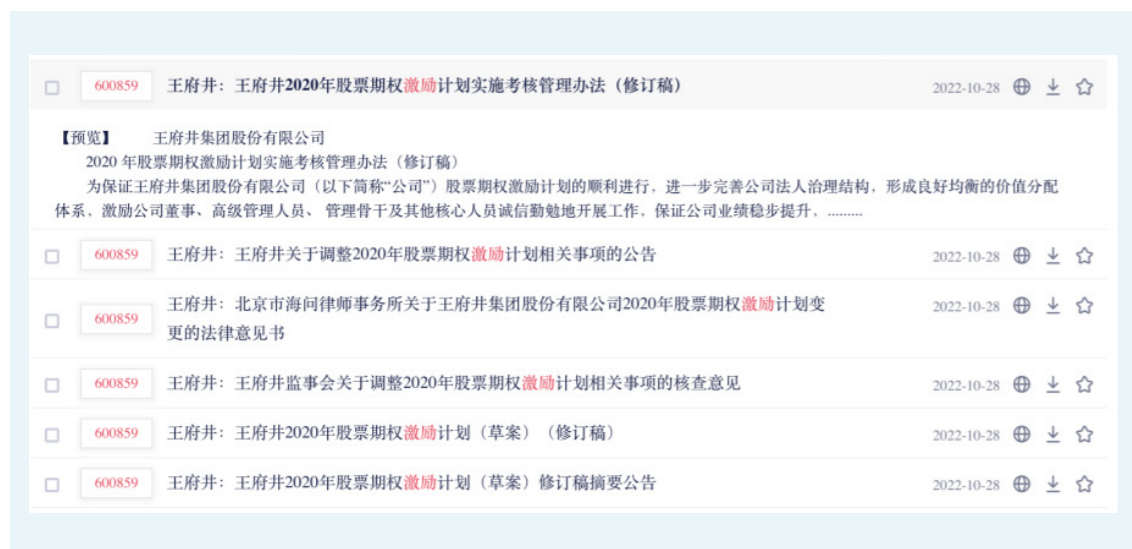 600859 王府井：王府井2020年股票期权激励计划实施考核管理办法（修订稿） 2022-10-28
【预览】 王府井集团股份有限公司
2020 年股票期权激励计划实施考核管理办法（修订稿）
为保证王府井集团股份有限公司（以下简称“公司”）股票期权激励计划的顺利进行，进一步完善公司法人治理结构，形成良好均衡的价值分配
体系，激励公司董事、高级管理人员、 管理骨干及其他核心人员诚信勤勉地开展工作，保证公司业绩稳步提升，.........
600859 王府井：王府井关于调整2020年股票期权激励计划相关事项的公告 2022-10-28
600859 王府井：北京市海问律师事务所关于王府井集团股份有限公司2020年股票期权激励计划变 2022-10-28
更的法律意见书
600859 王府井：王府井监事会关于调整2020年股票期权激励计划相关事项的核查意见 2022-10-28
600859 王府井：王府井2020年股票期权激励计划（草案）（修订稿） 2022-10-28
600859 王府井：王府井2020年股票期权激励计划（草案）修订稿摘要公告 2022-10-28